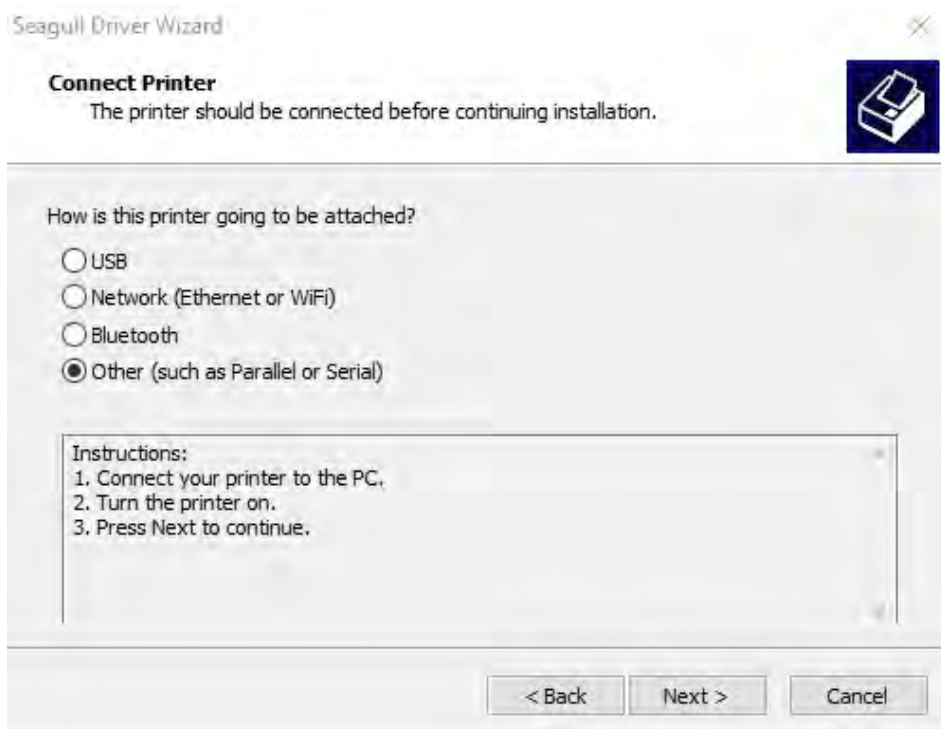 Seagull Driver Wizard
Connect Printer
The printer should be connected before continuing installation.
How is this printer going to be attached?
USB
Network (Ethernet or WiFi)
Bluetooth
Other (such as Parallel or Serial)
Instructions:
1. Connect your printer to the PC.
2. Turn the printer on.
3. Press Next to continue.
< Back Next > Cancel